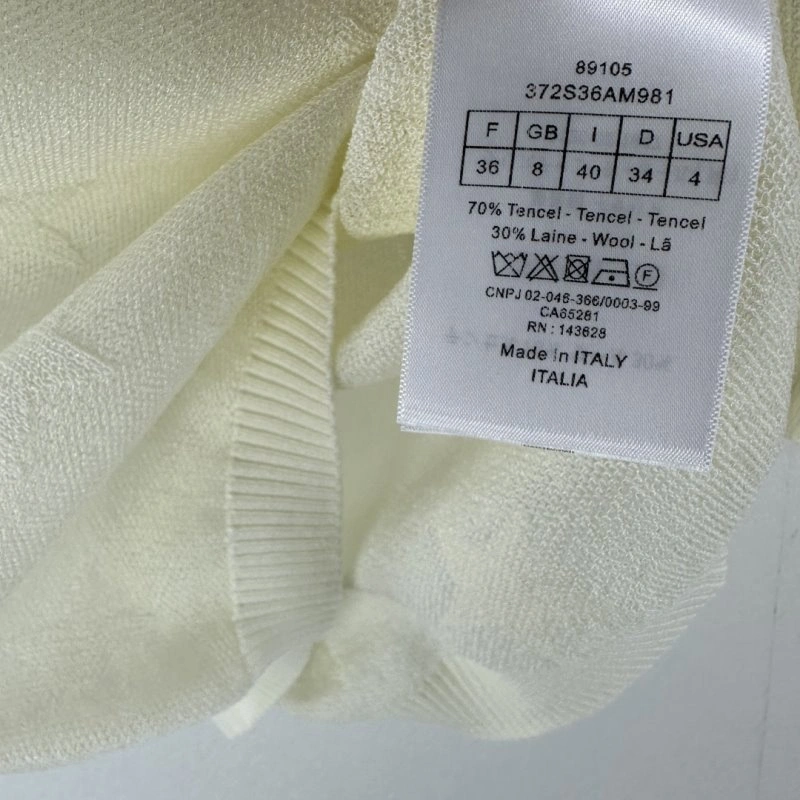 89105
372S36AM981
F GB I D USA
36 8 40 34 4
70% Tencel - Tencel - Tencel
30% Laine - Wool - Lã
F
CNPJ 02-046-366/0003-99
CA65281
RN : 143628
Made in ITALY
ITALIA